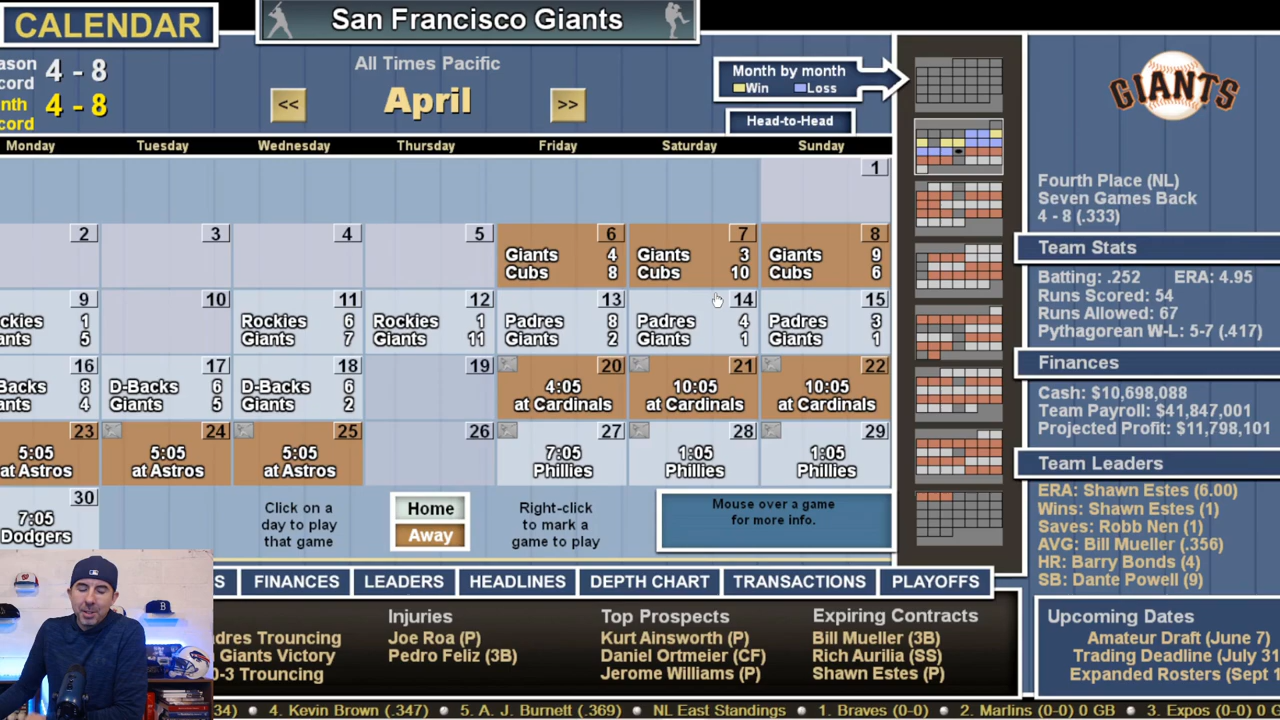 CALENDAR
San Francisco Giants
ason 4 - 8
cord
nth 4 - 8
cord
All Times Pacific
<< April >>
Month by month
Win Loss
Head-to-Head
Monday Tuesday Wednesday Thursday Friday Saturday Sunday
1
2 3 4 5 6 7 8
Giants 4 Giants 3 Giants 9
Cubs 8 Cubs 10 Cubs 6
9 10 11 12 13 14 15
ckies 1 Rockies 6 Rockies 1 Padres 8 Padres 4 Padres 3
ants 5 Giants 7 Giants 11 Giants 2 Giants 1 Giants 1
16 17 18 19 20 21 22
Backs 8 D-Backs 6 D-Backs 6 4:05 10:05 10:05
ants 4 Giants 5 Giants 2 at Cardinals at Cardinals at Cardinals
23 24 25 26 27 28 29
5:05 5:05 5:05 7:05 1:05 1:05
at Astros at Astros at Astros Phillies Phillies Phillies
30
7:05
Dodgers
Click on a
day to play
that game
Home
Away
Right-click
to mark a
game to play
Mouse over a game
for more info.
GIANTS
Fourth Place (NL)
Seven Games Back
4 - 8 (.333)
Team Stats
Batting: .252 ERA: 4.95
Runs Scored: 54
Runs Allowed: 67
Pythagorean W-L: 5-7 (.417)
Finances
Cash: $10,698,088
Team Payroll: $41,847,001
Projected Profit: $11,798,101
Team Leaders
ERA: Shawn Estes (6.00)
Wins: Shawn Estes (1)
Saves: Robb Nen (1)
AVG: Bill Mueller (.356)
HR: Barry Bonds (4)
SB: Dante Powell (9)
S FINANCES LEADERS HEADLINES DEPTH CHART TRANSACTIONS PLAYOFFS
dres Trouncing
Giants Victory
0-3 Trouncing
Injuries
Joe Roa (P)
Pedro Feliz (3B)
Top Prospects
Kurt Ainsworth (P)
Daniel Ortmeier (CF)
Jerome Williams (P)
Expiring Contracts
Bill Mueller (3B)
Rich Aurilia (SS)
Shawn Estes (P)
Upcoming Dates
Amateur Draft (June 7)
Trading Deadline (July 31
Expanded Rosters (Sept 1
34) • 4. Kevin Brown (.347) • 5. A. J. Burnett (.369) • NL East Standings • 1. Braves (0-0) • 2. Marlins (0-0) 0 GB • 3. Expos (0-0) 0 G